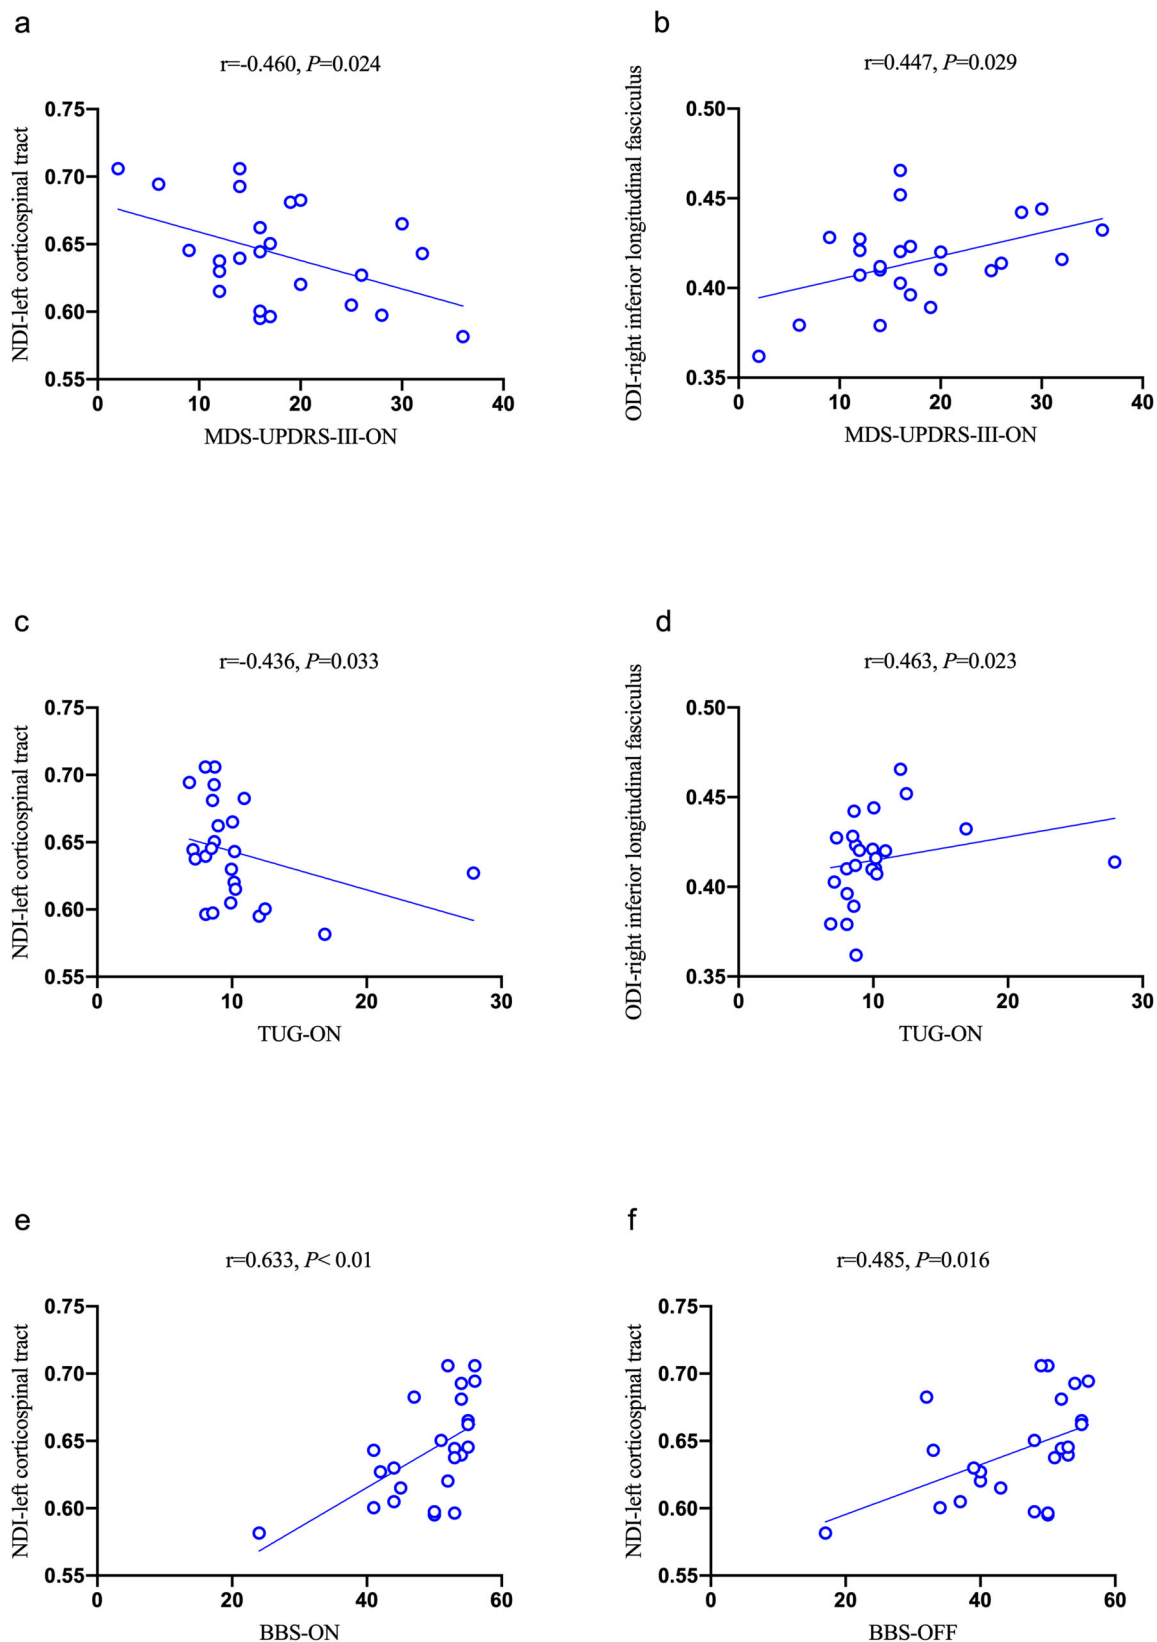 a
r=-0.460, P=0.024
NDI-left corticospinal tract
0.75
0.70
0.65
0.60
0.55
0 10 20 30 40
MDS-UPDRS-III-ON
b
r=0.447, P=0.029
ODI-right inferior longitudinal fasciculus
0.50
0.45
0.40
0.35
0 10 20 30 40
MDS-UPDRS-III-ON
c
r=-0.436, P=0.033
NDI-left corticospinal tract
0.75
0.70
0.65
0.60
0.55
0 10 20 30
TUG-ON
d
r=0.463, P=0.023
ODI-right inferior longitudinal fasciculus
0.50
0.45
0.40
0.35
0 10 20 30
TUG-ON
e
r=0.633, P< 0.01
NDI-left corticospinal tract
0.75
0.70
0.65
0.60
0.55
0 20 40 60
BBS-ON
f
r=0.485, P=0.016
NDI-left corticospinal tract
0.75
0.70
0.65
0.60
0.55
0 20 40 60
BBS-OFF